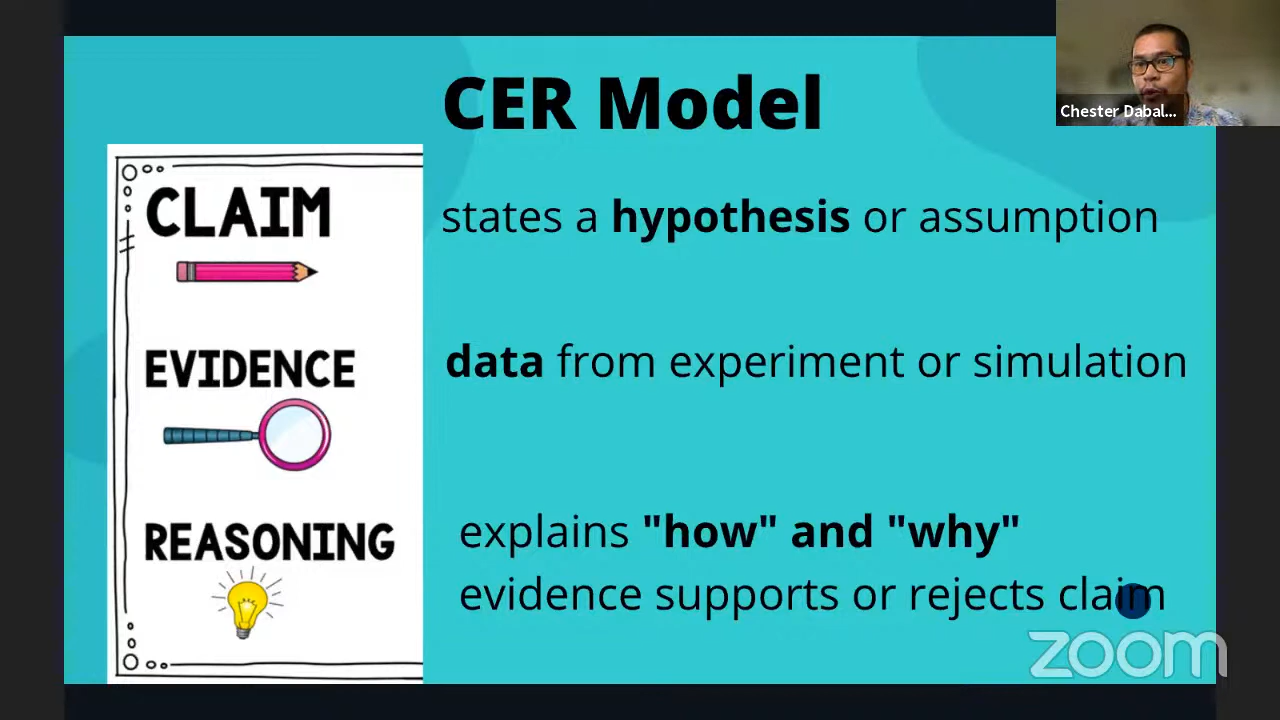 CER Model
Chester Dabal...
CLAIM
states a hypothesis or assumption
EVIDENCE
data from experiment or simulation
REASONING
explains "how" and "why"
evidence supports or rejects claim
zoom